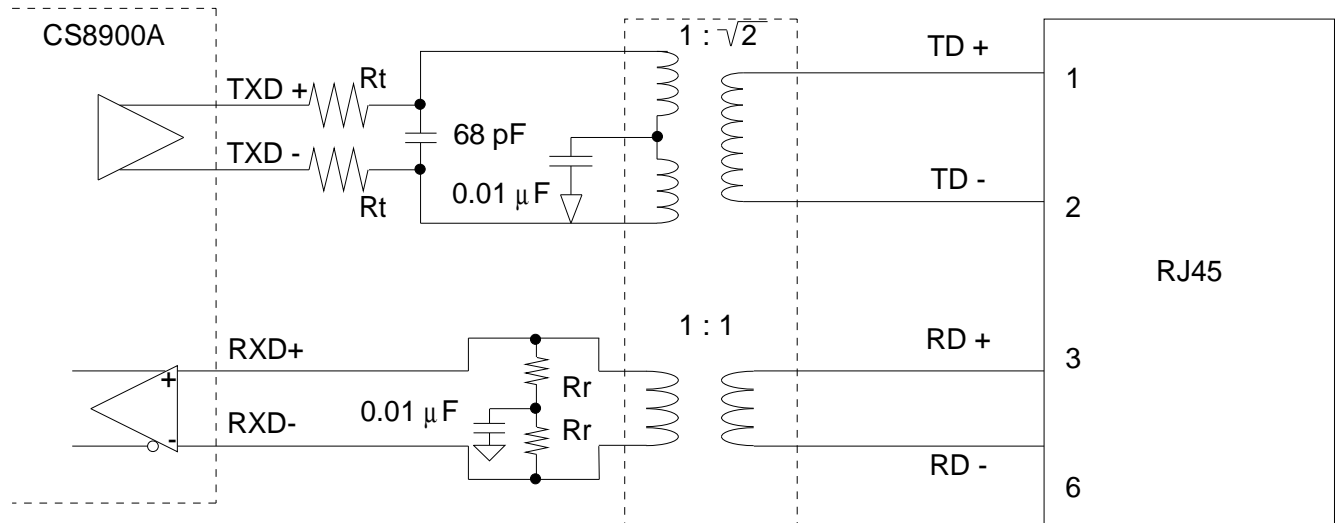 CS8900A
1 : √2
TD +
1
TXD +
Rt
68 pF
TXD -
Rt
0.01 μF
TD -
2
RJ45
1 : 1
RXD+
RD +
3
+
Rr
0.01 μF
RXD-
Rr
-
RD -
6